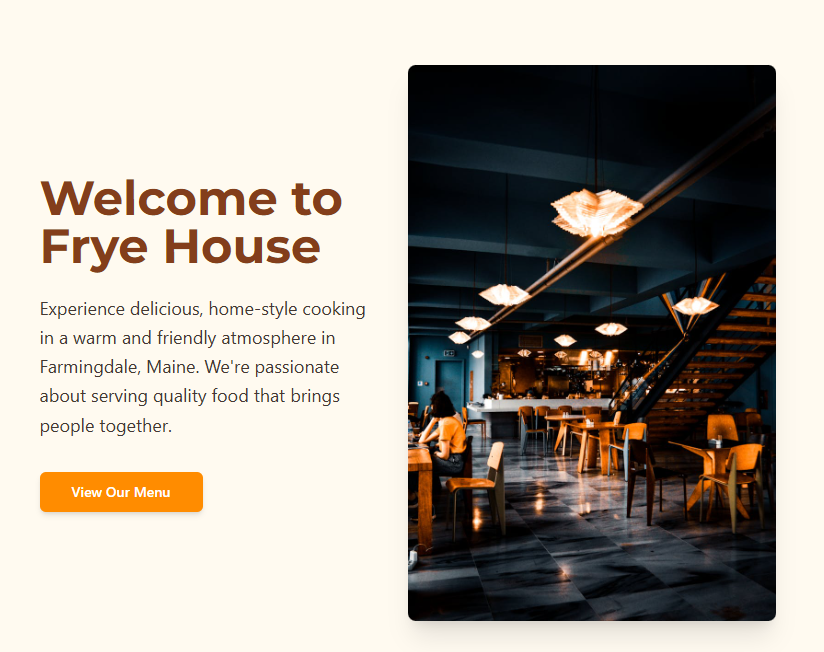 Welcome to
Frye House
Experience delicious, home-style cooking
in a warm and friendly atmosphere in
Farmingdale, Maine. We're passionate
about serving quality food that brings
people together.
View Our Menu